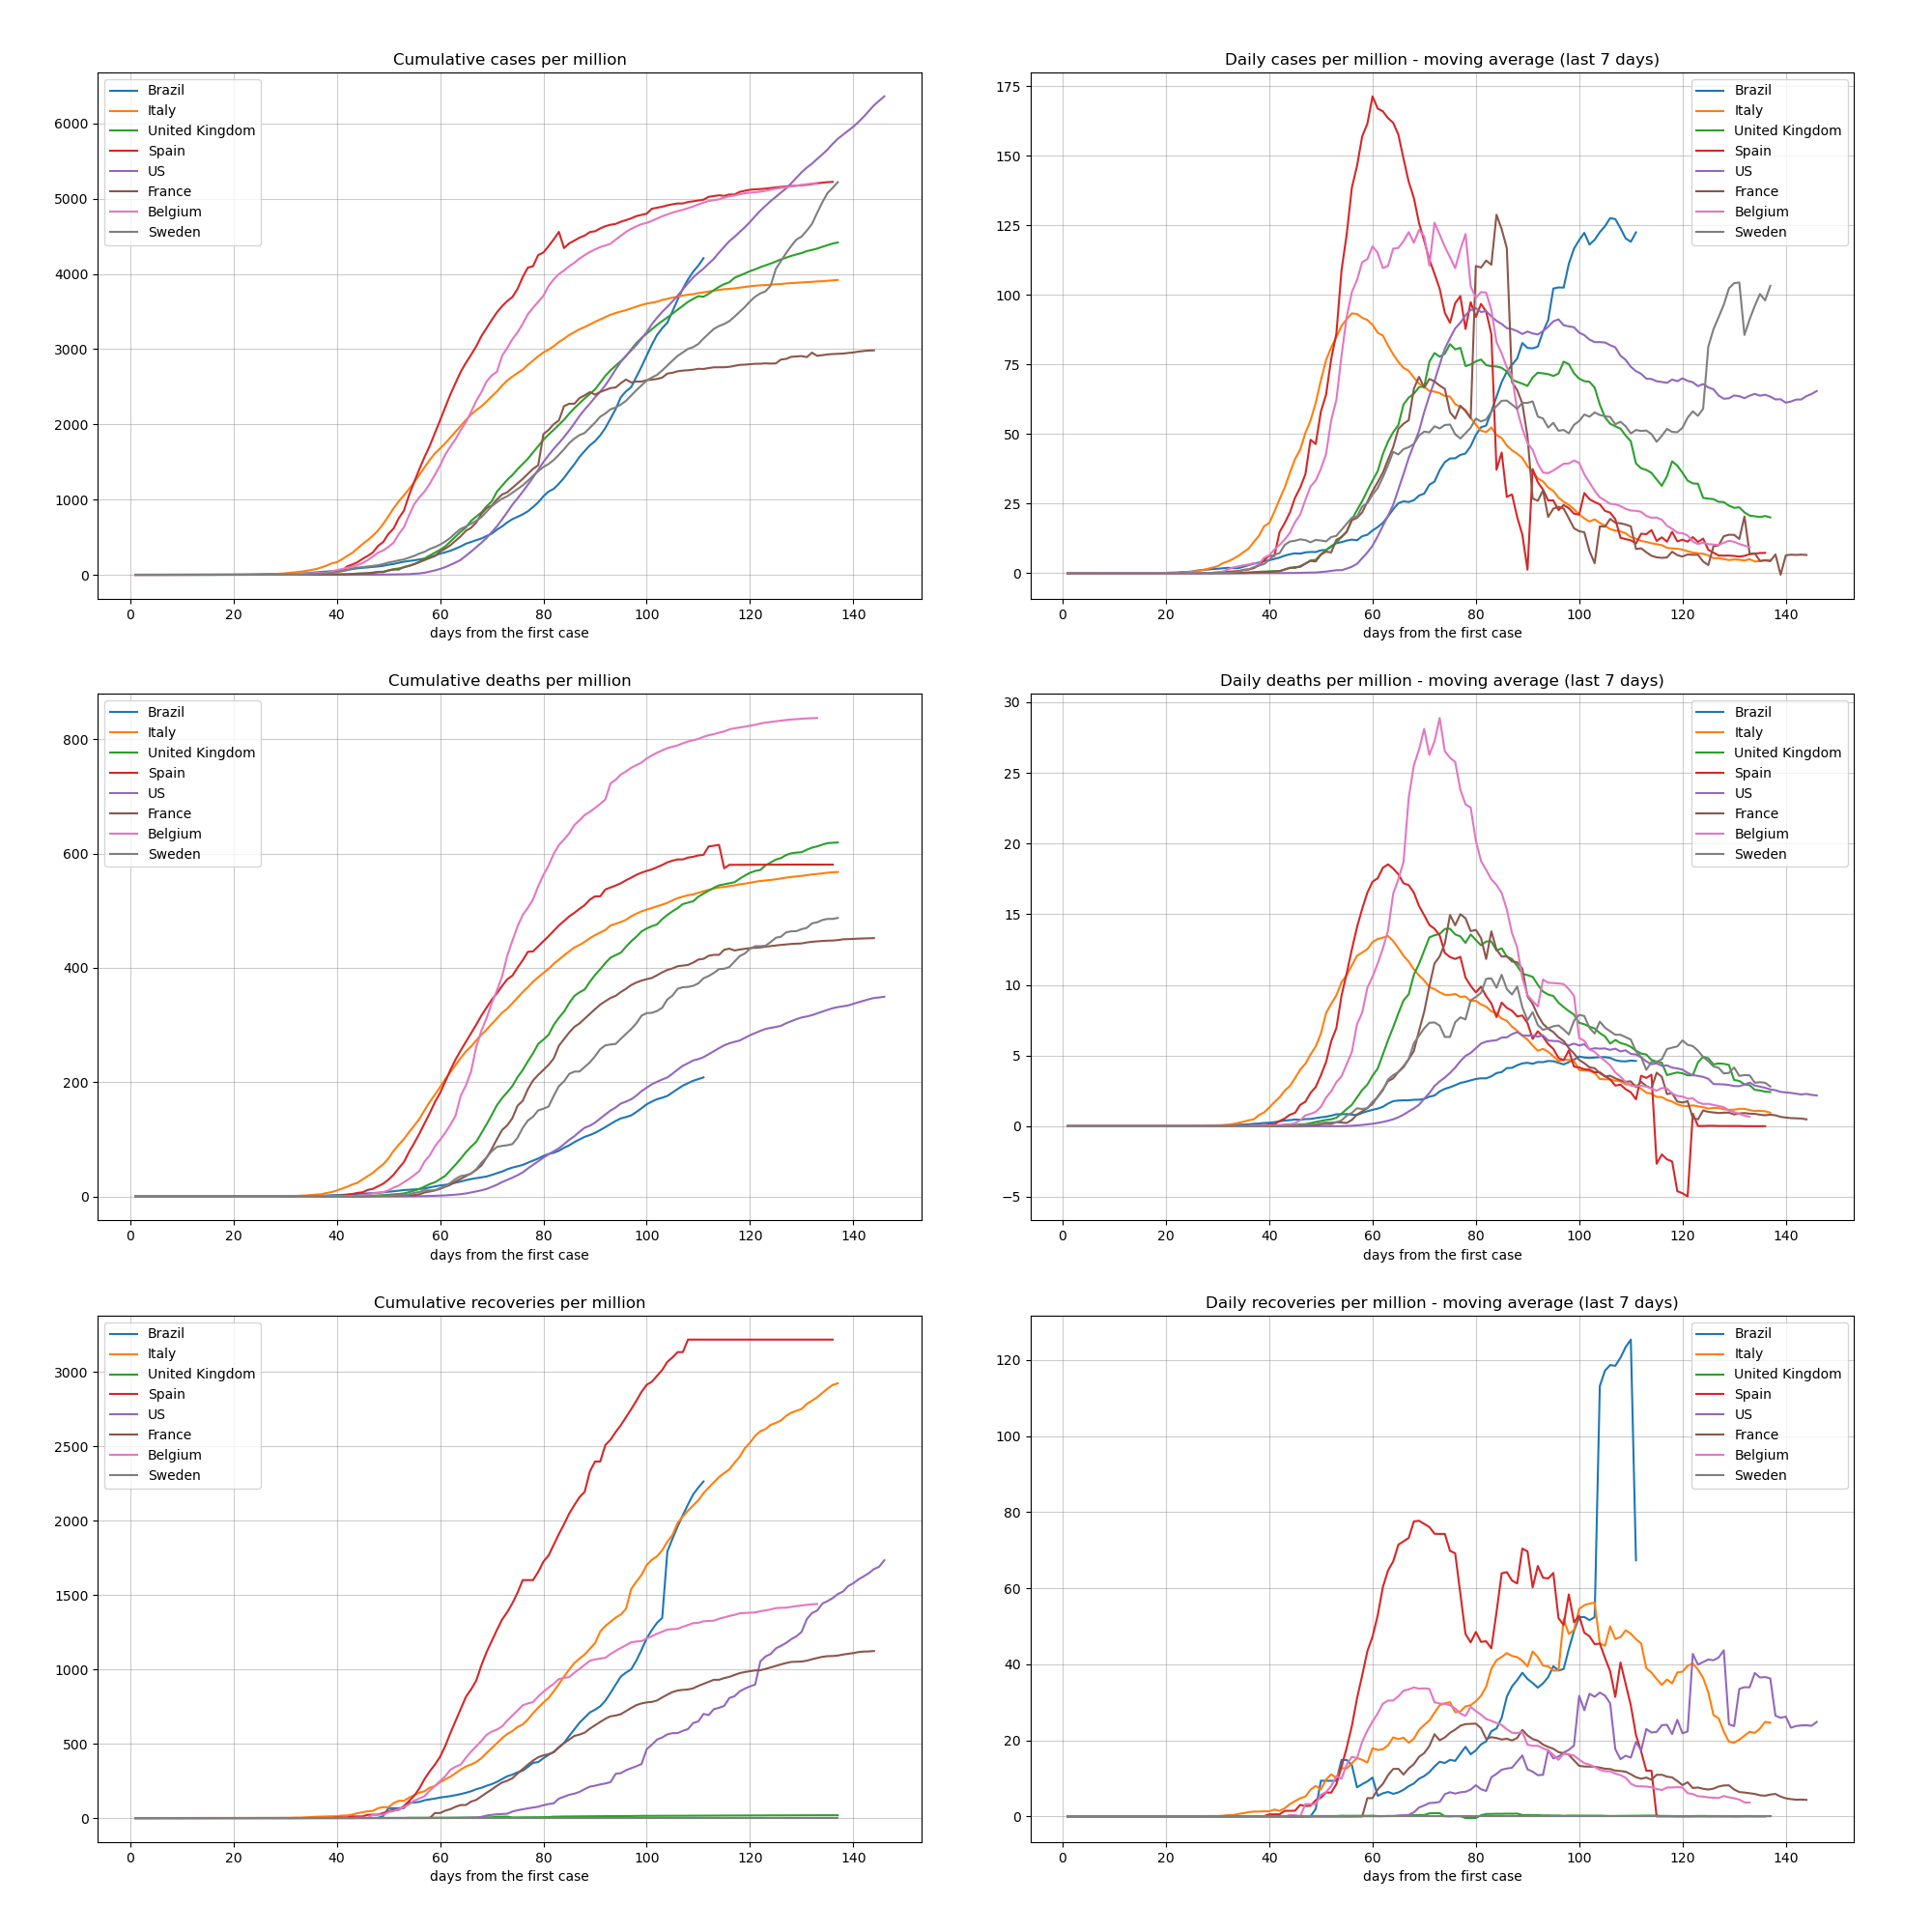 Cumulative cases per million
6000
5000
4000
3000
2000
1000
0
Brazil
Italy
United Kingdom
Spain
US
France
Belgium
Sweden
0 20 40 60 80 100 120 140
days from the first case
Daily cases per million - moving average (last 7 days)
175
150
125
100
75
50
25
0
Brazil
Italy
United Kingdom
Spain
US
France
Belgium
Sweden
0 20 40 60 80 100 120 140
days from the first case
Cumulative deaths per million
800
600
400
200
0
Brazil
Italy
United Kingdom
Spain
US
France
Belgium
Sweden
0 20 40 60 80 100 120 140
days from the first case
Daily deaths per million - moving average (last 7 days)
30
25
20
15
10
5
0
−5
Brazil
Italy
United Kingdom
Spain
US
France
Belgium
Sweden
0 20 40 60 80 100 120 140
days from the first case
Cumulative recoveries per million
3000
2500
2000
1500
1000
500
0
Brazil
Italy
United Kingdom
Spain
US
France
Belgium
Sweden
0 20 40 60 80 100 120 140
days from the first case
Daily recoveries per million - moving average (last 7 days)
120
100
80
60
40
20
0
Brazil
Italy
United Kingdom
Spain
US
France
Belgium
Sweden
0 20 40 60 80 100 120 140
days from the first case